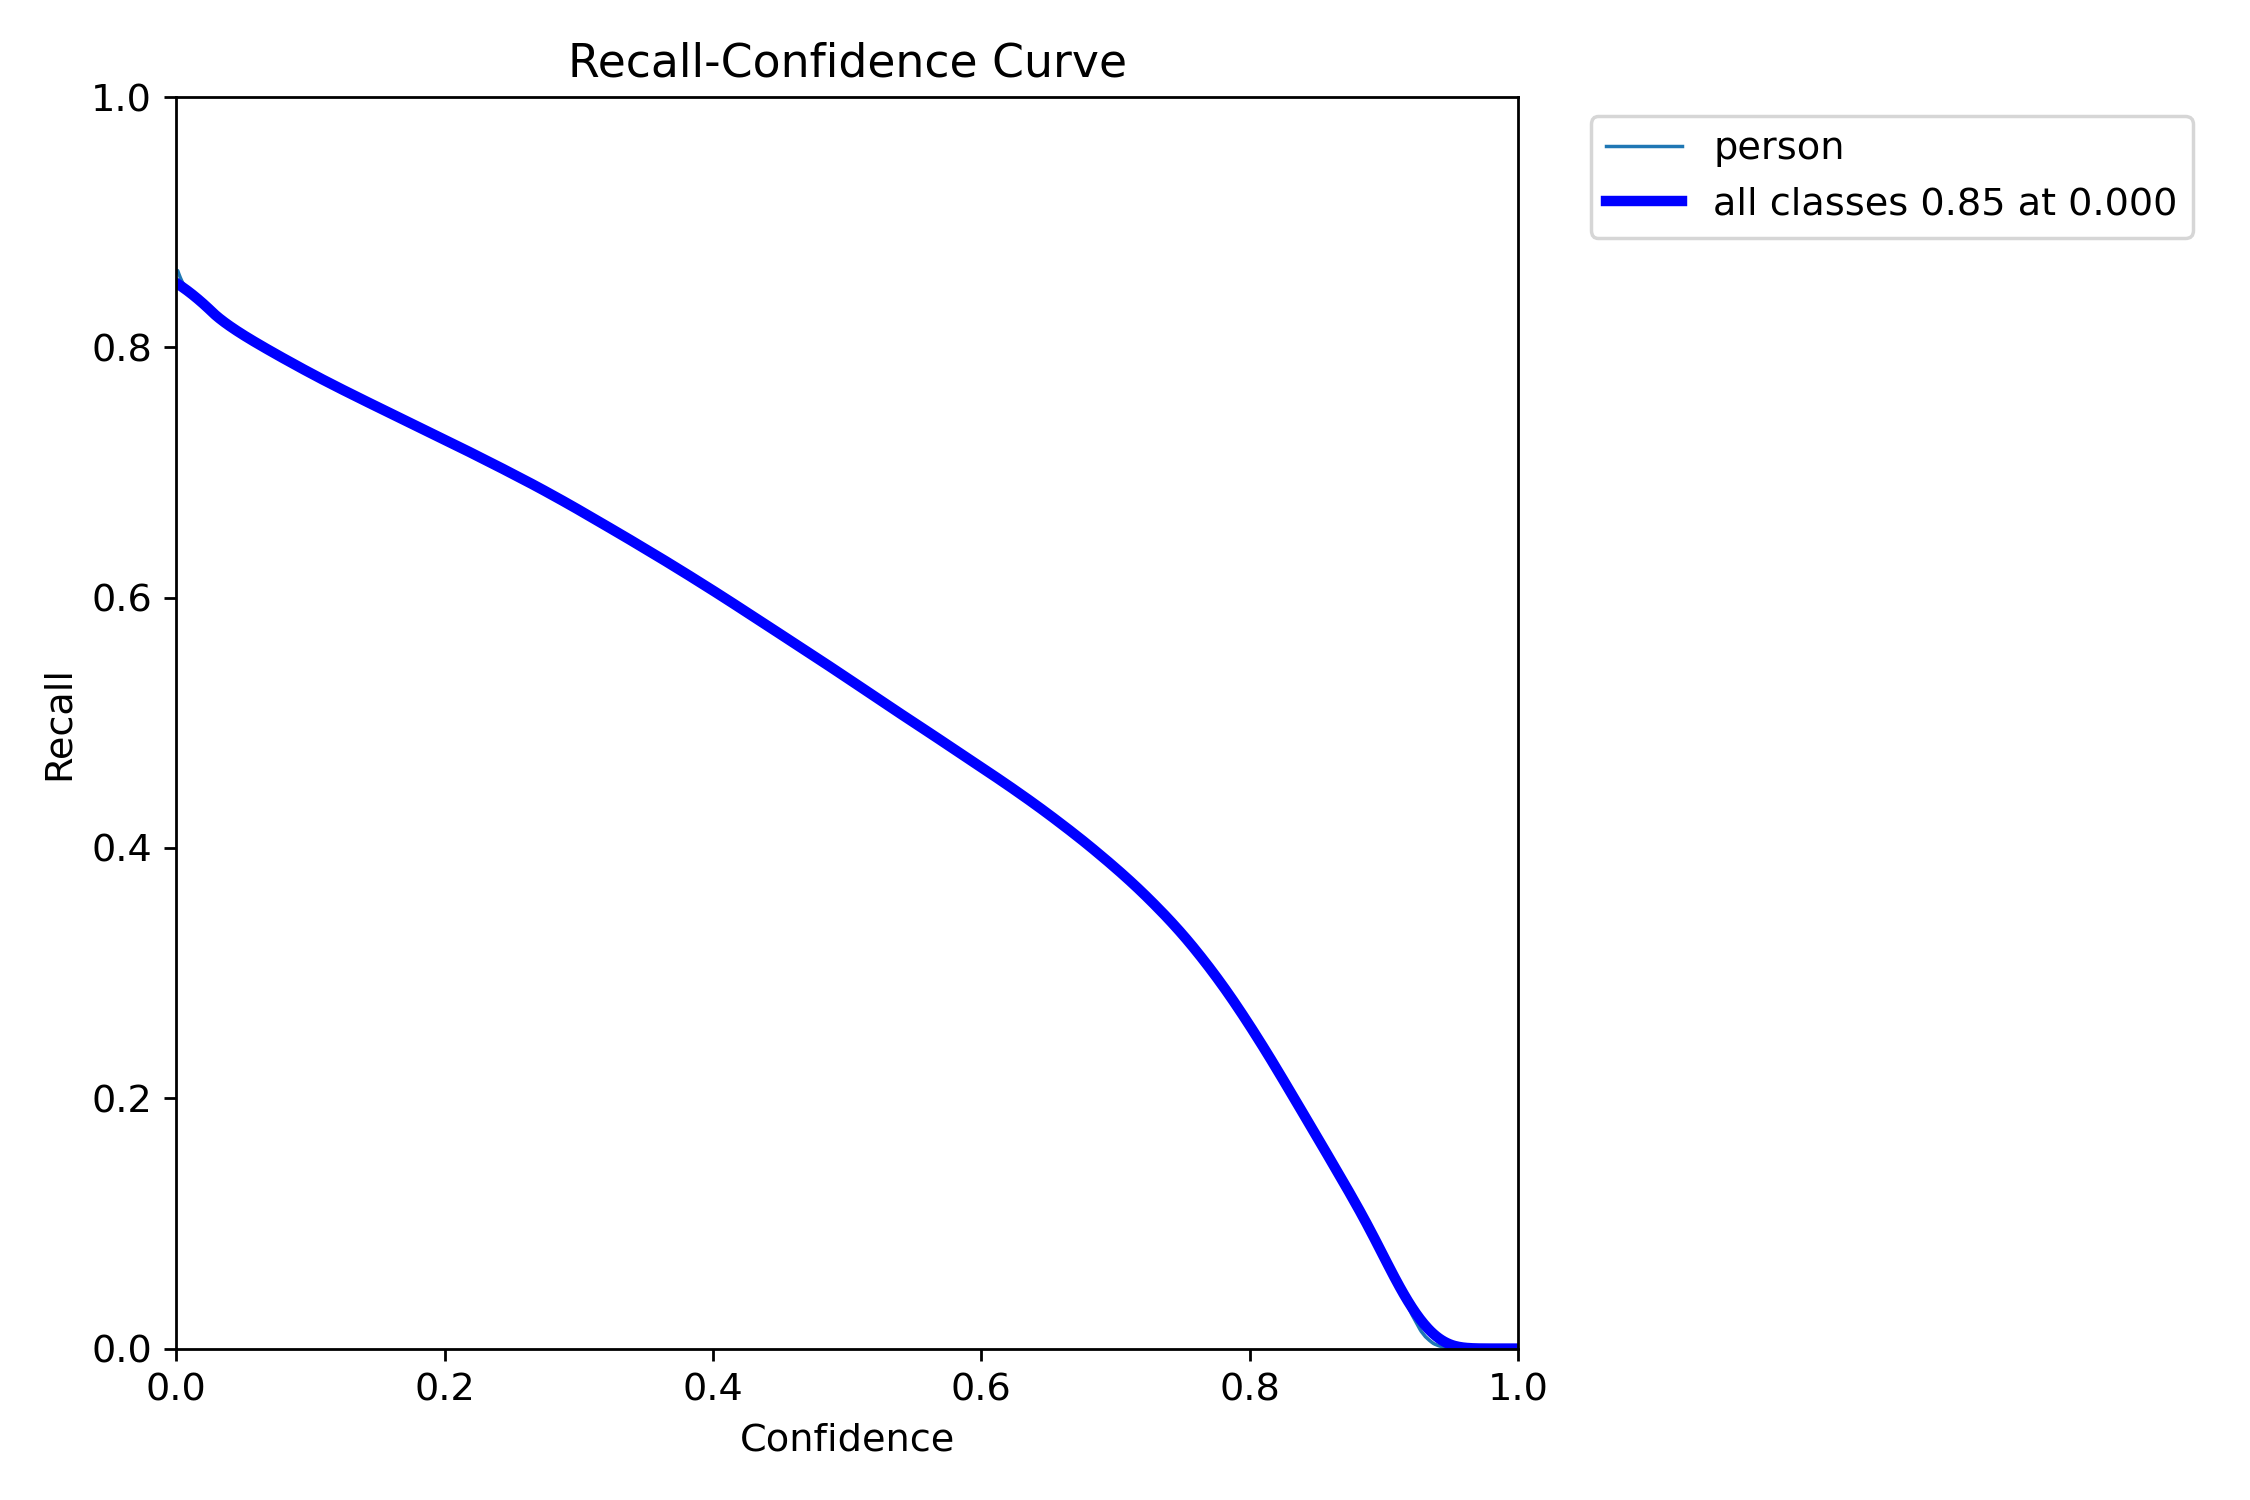 Recall-Confidence Curve
1.0
0.8
0.6
0.4
0.2
0.0
Recall
0.0 0.2 0.4 0.6 0.8 1.0
Confidence
person
all classes 0.85 at 0.000